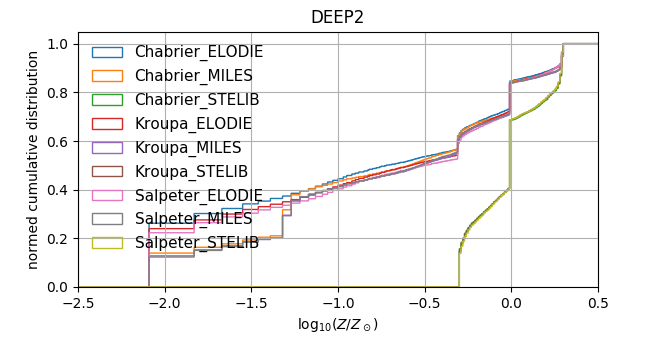 DEEP2
normed cumulative distribution
1.0
0.8
0.6
0.4
0.2
0.0
Chabrier_ELODIE
Chabrier_MILES
Chabrier_STELIB
Kroupa_ELODIE
Kroupa_MILES
Kroupa_STELIB
Salpeter_ELODIE
Salpeter_MILES
Salpeter_STELIB
−2.5 −2.0 −1.5 −1.0 −0.5 0.0 0.5
log₁₀(Z/Z⊙)